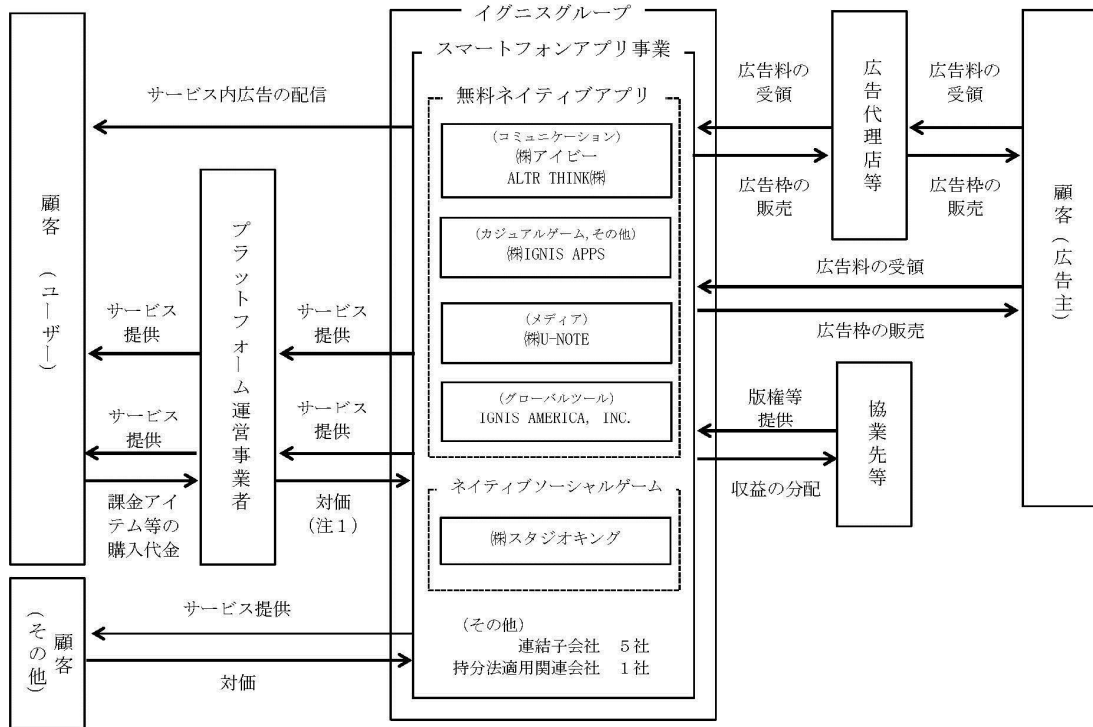 イグニスグループ
スマートフォンアプリ事業
無料ネイティブアプリ
(コミュニケーション)
㈱アイビー
ALTR THINK㈱
(カジュアルゲーム,その他)
㈱IGNIS APPS
(メディア)
㈱U-NOTE
(グローバルツール)
IGNIS AMERICA, INC.
ネイティブソーシャルゲーム
㈱スタジオキング
(その他)
連結子会社 5社
持分法適用関連会社 1社
顧客(ユーザー)
サービス内広告の配信
プラットフォーム運営事業者
サービス
提供
サービス
提供
サービス
提供
サービス
提供
課金アイ
テム等の
購入代金
対価
(注1)
顧客
(その他)
サービス提供
対価
広告料の
受領
広告枠の
販売
広告代理店等
広告料の
受領
広告枠の
販売
顧客(広告主)
広告料の受領
広告枠の販売
版権等
提供
収益の分配
協業先等